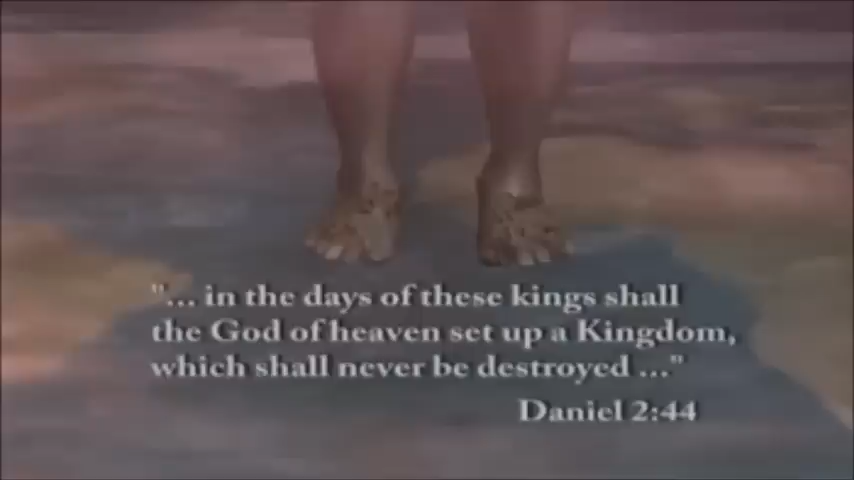 "... in the days of these kings shall
the God of heaven set up a Kingdom,
which shall never be destroyed ..."
Daniel 2:44